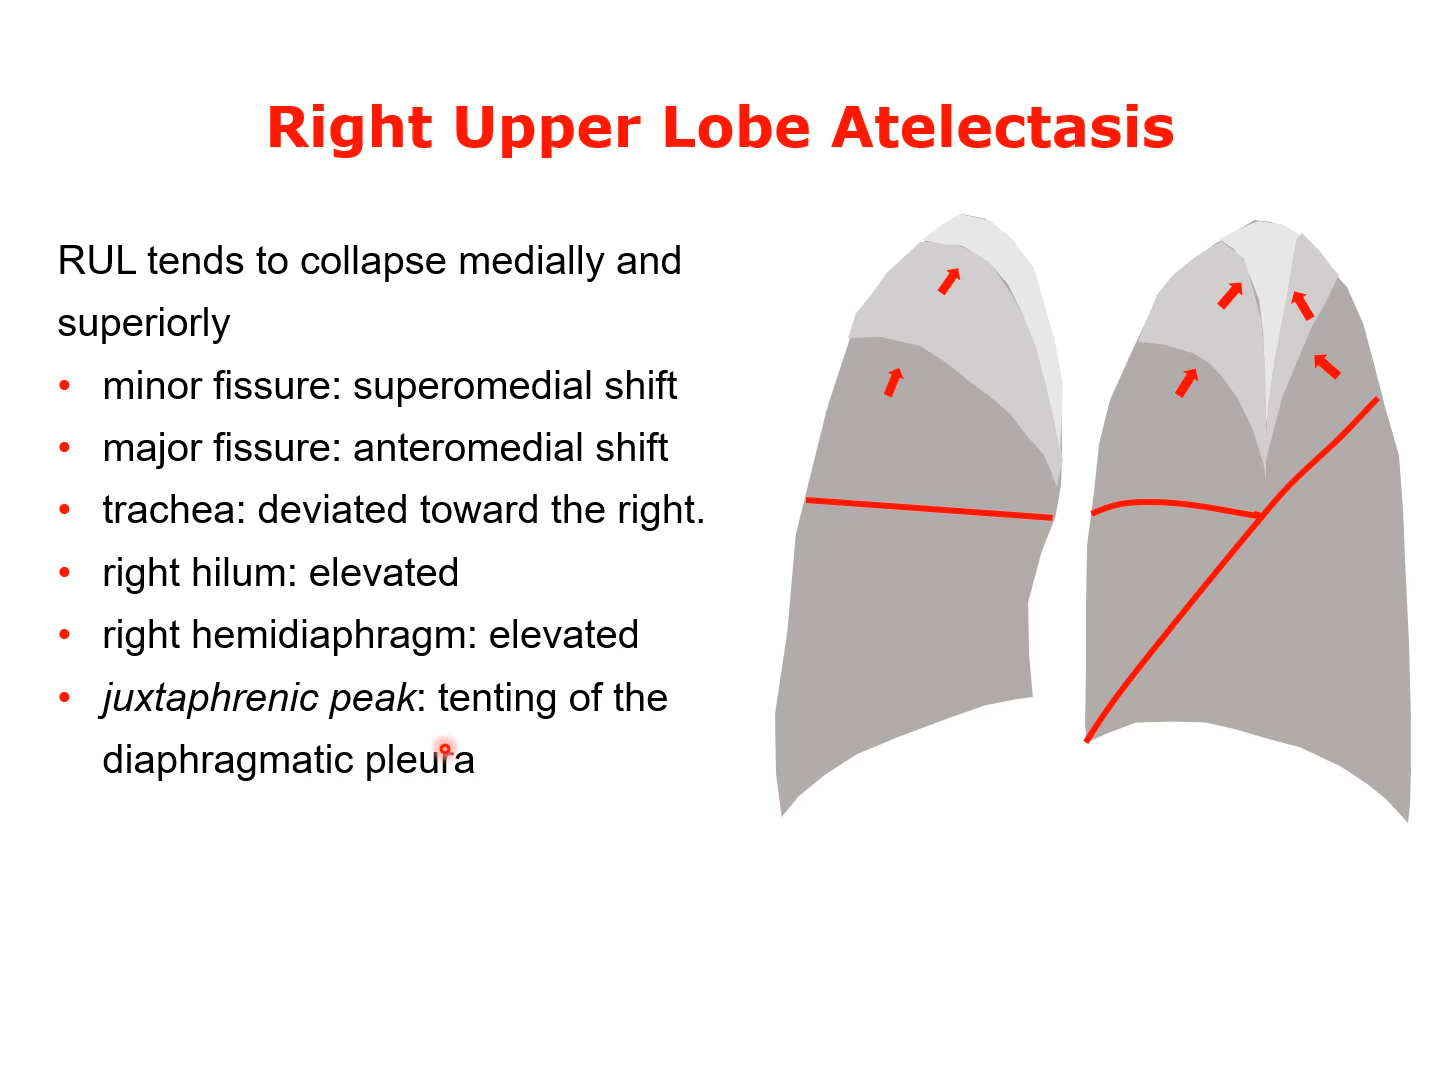 Right Upper Lobe Atelectasis
RUL tends to collapse medially and
superiorly
• minor fissure: superomedial shift
• major fissure: anteromedial shift
• trachea: deviated toward the right.
• right hilum: elevated
• right hemidiaphragm: elevated
• juxtaphrenic peak: tenting of the
diaphragmatic pleura